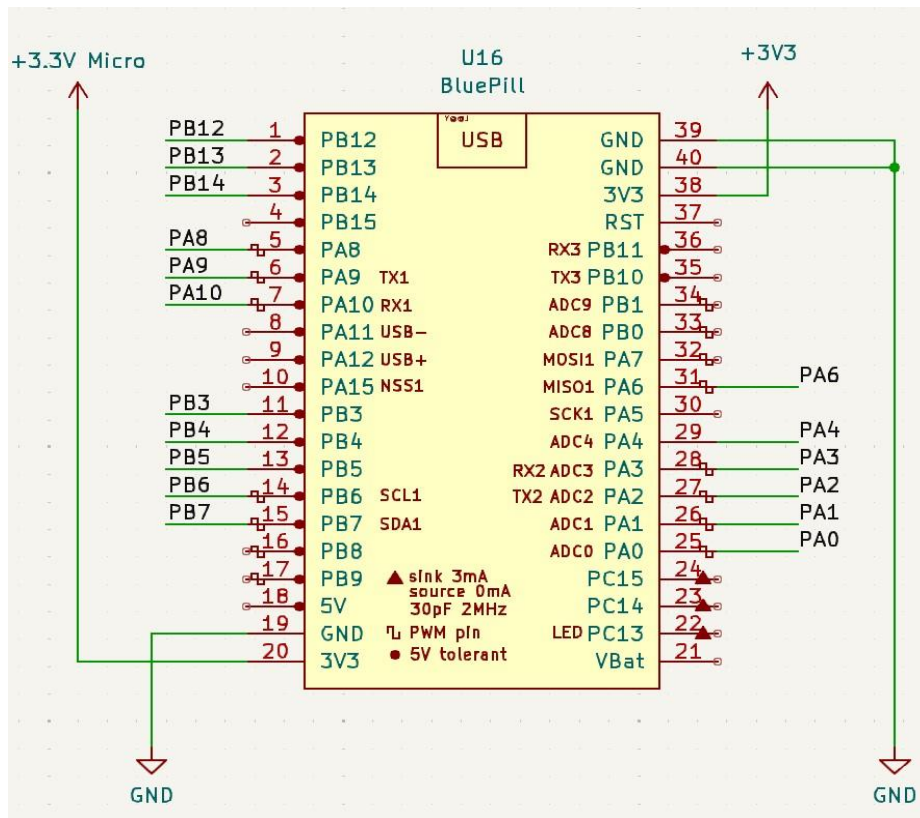 +3.3V Micro
U16
BluePill
+3V3
USB
PB12 1 PB12
PB13 2 PB13
PB14 3 PB14
4 PB15
PA8 5 PA8
PA9 6 PA9 TX1
PA10 7 PA10 RX1
8 PA11 USB-
9 PA12 USB+
10 PA15 NSS1
PB3 11 PB3
PB4 12 PB4
PB5 13 PB5
PB6 14 PB6 SCL1
PB7 15 PB7 SDA1
16 PB8
17 PB9
18 5V
19 GND
20 3V3
sink 3mA
source 0mA
30pF 2MHz
PWM pin
5V tolerant
GND 39
GND 40
3V3 38
RST 37
RX3 PB11 36
TX3 PB10 35
ADC9 PB1 34
ADC8 PB0 33
MOSI1 PA7 32
MISO1 PA6 31 PA6
SCK1 PA5 30
ADC4 PA4 29 PA4
RX2 ADC3 PA3 28 PA3
TX2 ADC2 PA2 27 PA2
ADC1 PA1 26 PA1
ADC0 PA0 25 PA0
PC15 24
PC14 23
LED PC13 22
VBat 21
GND
GND